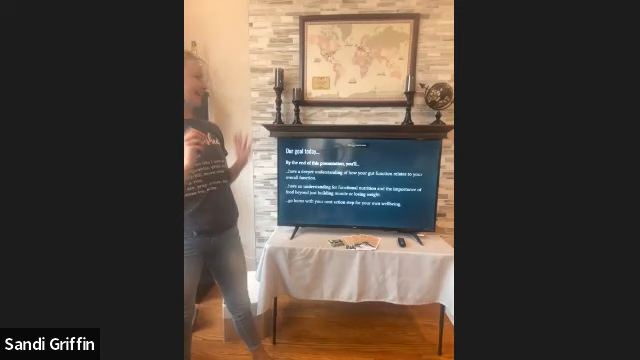 Our goal today...
By the end of this presentation, you'll...
...have a deeper understanding of how your gut function relates to your
overall function.
...have an understanding for functional nutrition and the importance of
food beyond just building muscle or losing weight
...go home with your next action step for your own wellbeing.
Sandi Griffin